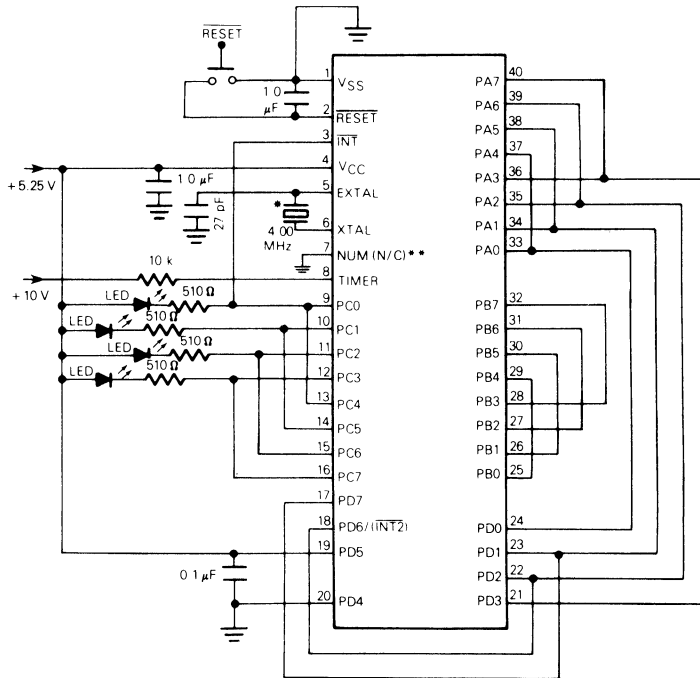 RESET
1 VSS
1 0 µF
2 RESET
3 INT
4 VCC
+5.25 V
1 0 µF
5 EXTAL
27 pF
*
6 XTAL
4 00 MHz
7 NUM (N/C)**
10 k
8 TIMER
+10 V
LED 510 Ω
9 PC0
LED 510 Ω
10 PC1
LED 510 Ω
11 PC2
LED 510 Ω
12 PC3
13 PC4
14 PC5
15 PC6
16 PC7
17 PD7
18 PD6/(INT2)
19 PD5
0 1 µF
20 PD4
PA7 40
PA6 39
PA5 38
PA4 37
PA3 36
PA2 35
PA1 34
PA0 33
PB7 32
PB6 31
PB5 30
PB4 29
PB3 28
PB2 27
PB1 26
PB0 25
PD0 24
PD1 23
PD2 22
PD3 21